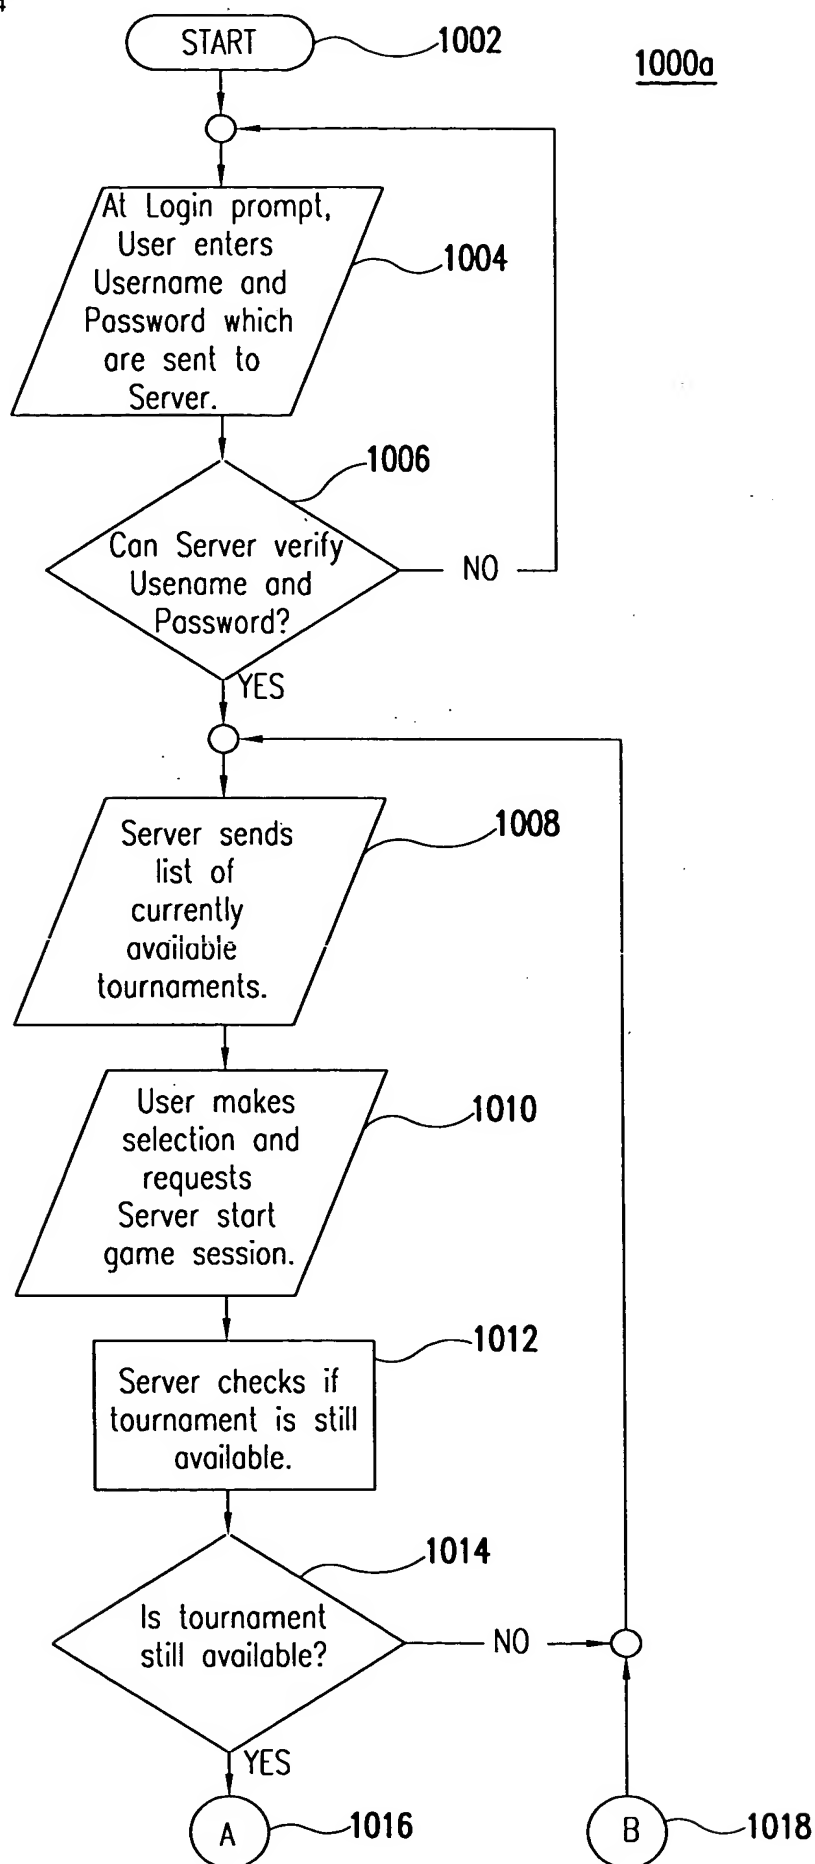 START
1002
1000a
At Login prompt,
User enters
Username and
Password which
are sent to
Server.
1004
1006
Can Server verify
Usename and
Password?
NO
YES
Server sends
list of
currently
available
tournaments.
1008
User makes
selection and
requests
Server start
game session.
1010
1012
Server checks if
tournament is still
available.
1014
Is tournament
still available?
NO
YES
A
1016
B
1018